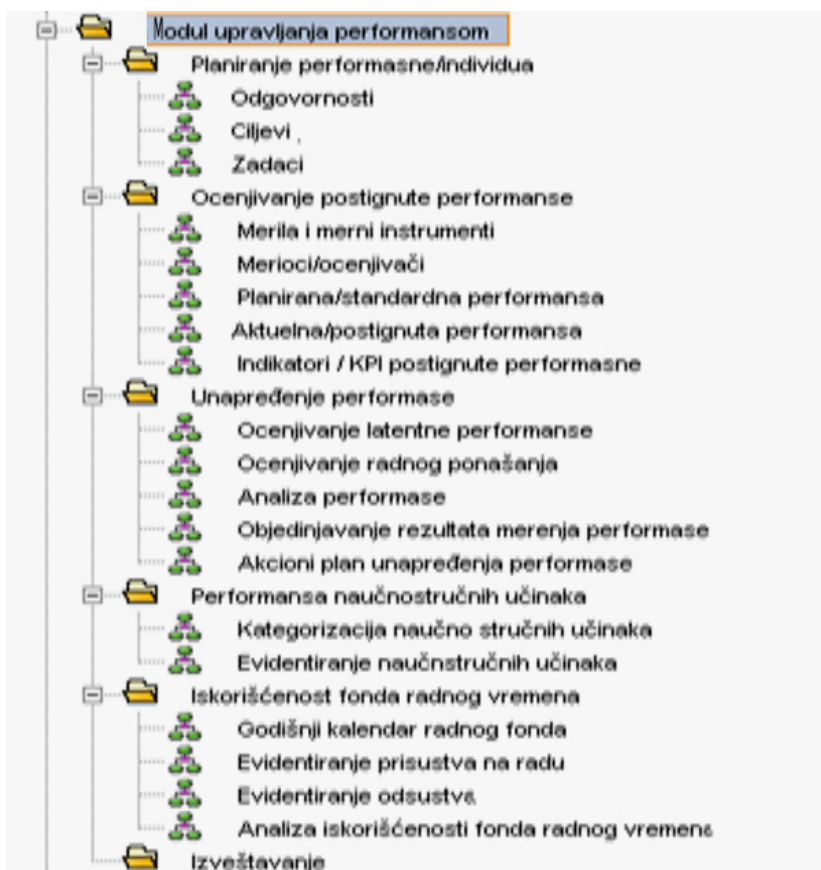 Modul upravljanja performansom
Planiranje performasne/individua
Odgovornosti
Ciljevi
Zadaci
Ocenjivanje postignute performanse
Merila i merni instrumenti
Merioci/ocenjivači
Planirana/standardna performansa
Aktuelna/postignuta performansa
Indikatori / KPI postignute performasne
Unapređenje performase
Ocenjivanje latentne performanse
Ocenjivanje radnog ponašanja
Analiza performase
Objedinjavanje rezultata merenja performase
Akcioni plan unapređenja performase
Performansa naučnostručnih učinaka
Kategorizacija naučno stručnih učinaka
Evidentiranje naučnstručnih učinaka
Iskorišćenost fonda radnog vremena
Godišnji kalendar radnog fonda
Evidentiranje prisustva na radu
Evidentiranje odsustva
Analiza iskorišćenosti fonda radnog vremena
Izveštavanje